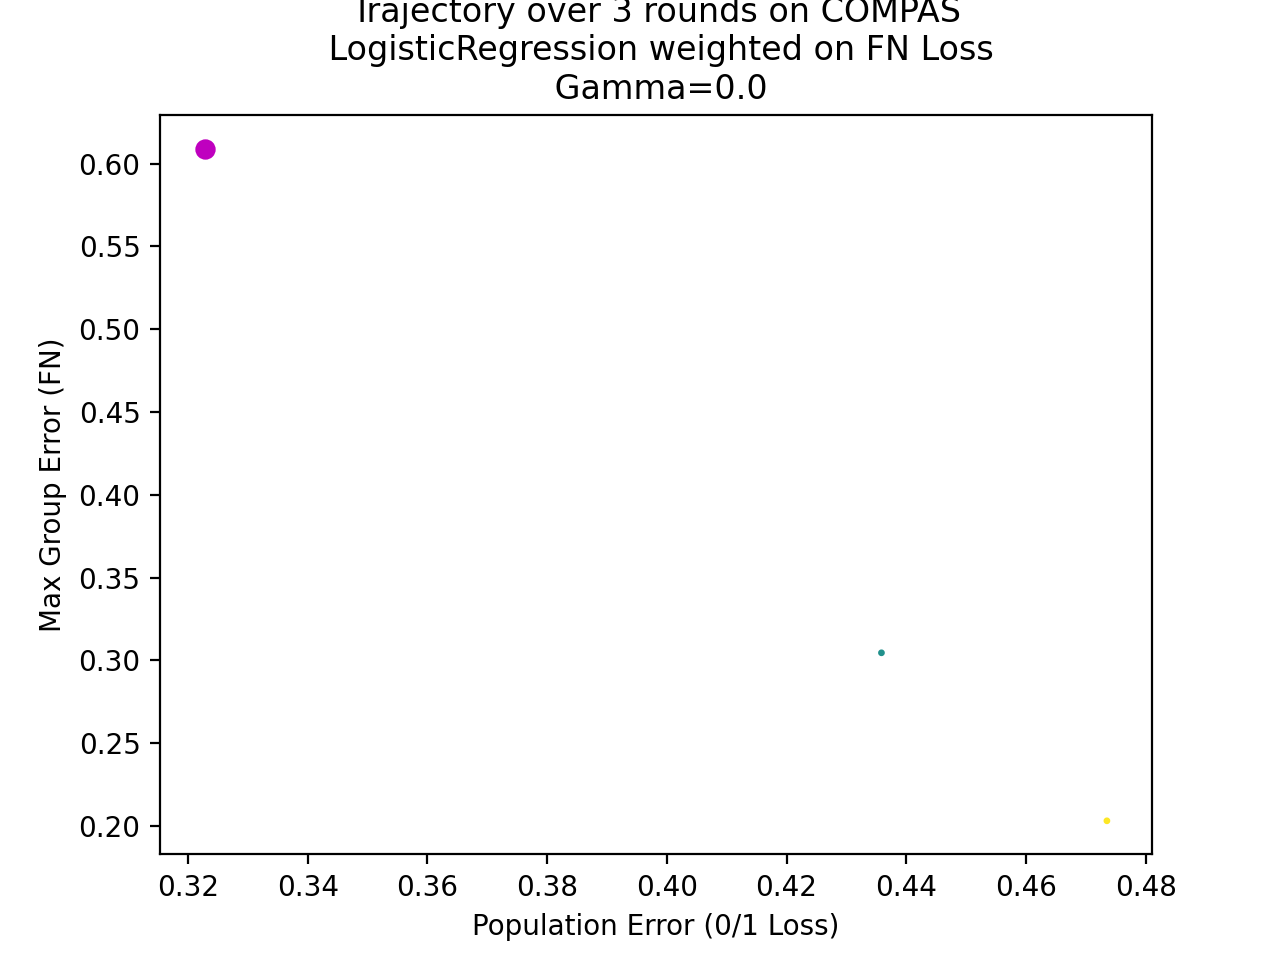 Trajectory over 3 rounds on COMPAS
LogisticRegression weighted on FN Loss
Gamma=0.0
0.60
0.55
0.50
0.45
0.40
0.35
0.30
0.25
0.20
Max Group Error (FN)
0.32 0.34 0.36 0.38 0.40 0.42 0.44 0.46 0.48
Population Error (0/1 Loss)